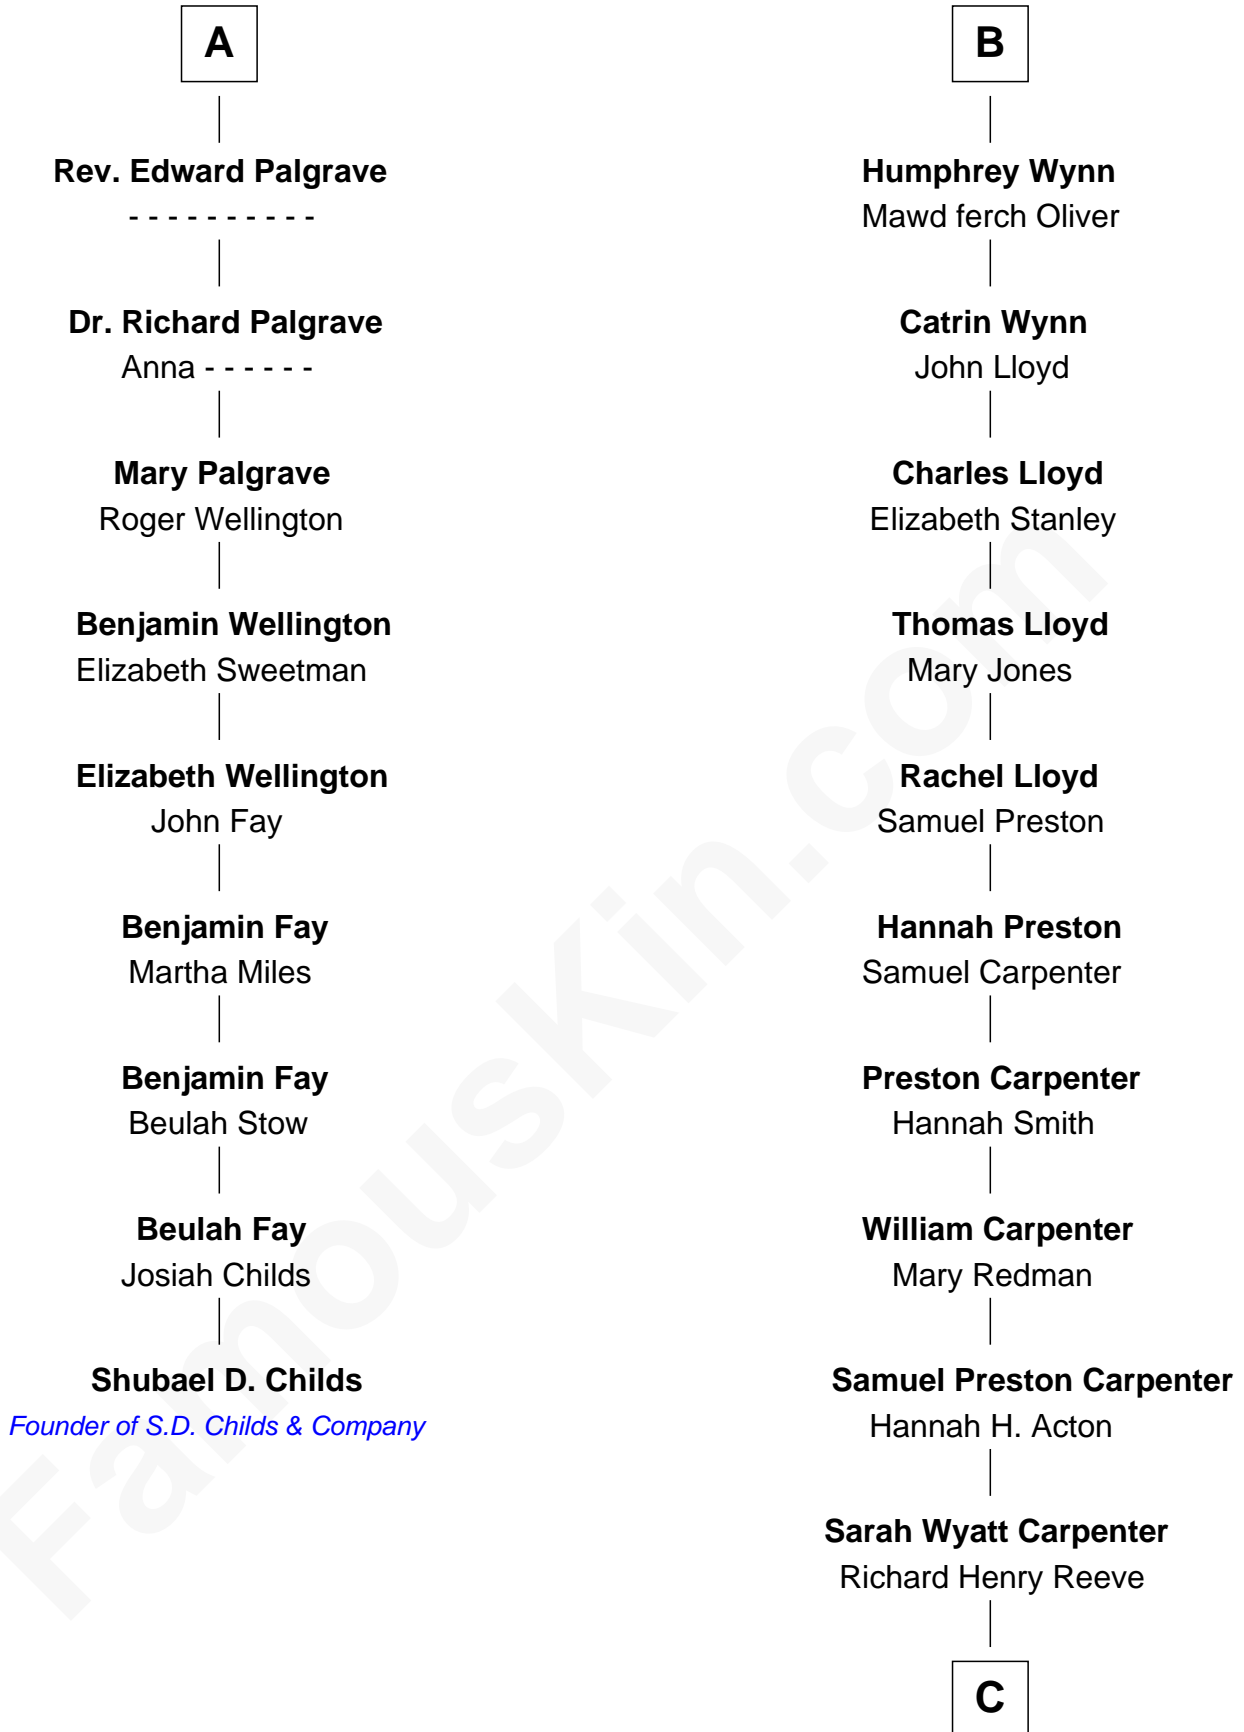 A
Rev. Edward Palgrave
- - - - - - - - - -
Dr. Richard Palgrave
Anna - - - - - -
Mary Palgrave
Roger Wellington
Benjamin Wellington
Elizabeth Sweetman
Elizabeth Wellington
John Fay
Benjamin Fay
Martha Miles
Benjamin Fay
Beulah Stow
Beulah Fay
Josiah Childs
Shubael D. Childs
Founder of S.D. Childs & Company
B
Humphrey Wynn
Mawd ferch Oliver
Catrin Wynn
John Lloyd
Charles Lloyd
Elizabeth Stanley
Thomas Lloyd
Mary Jones
Rachel Lloyd
Samuel Preston
Hannah Preston
Samuel Carpenter
Preston Carpenter
Hannah Smith
William Carpenter
Mary Redman
Samuel Preston Carpenter
Hannah H. Acton
Sarah Wyatt Carpenter
Richard Henry Reeve
C
FamousKin.com